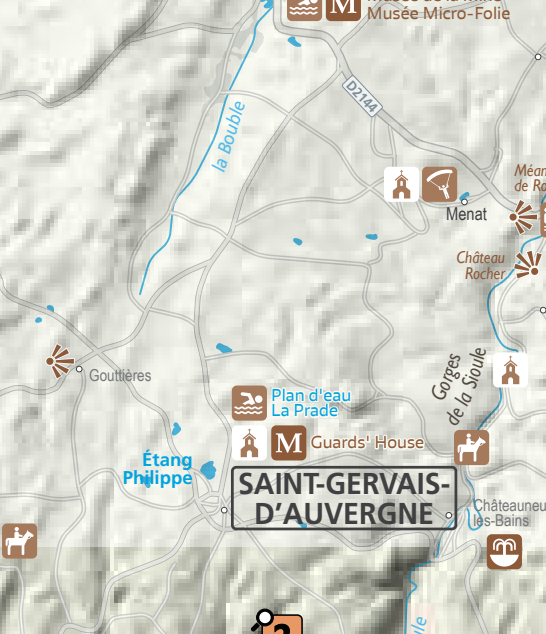 M
Musée Micro-Folie
la Bouble
D2144
Menat
Château
Rocher
Gorges
de la Sioule
Gouttières
Plan d'eau
La Prade
M Guards' House
Étang
Philippe
SAINT-GERVAIS-
D'AUVERGNE
les-Bains